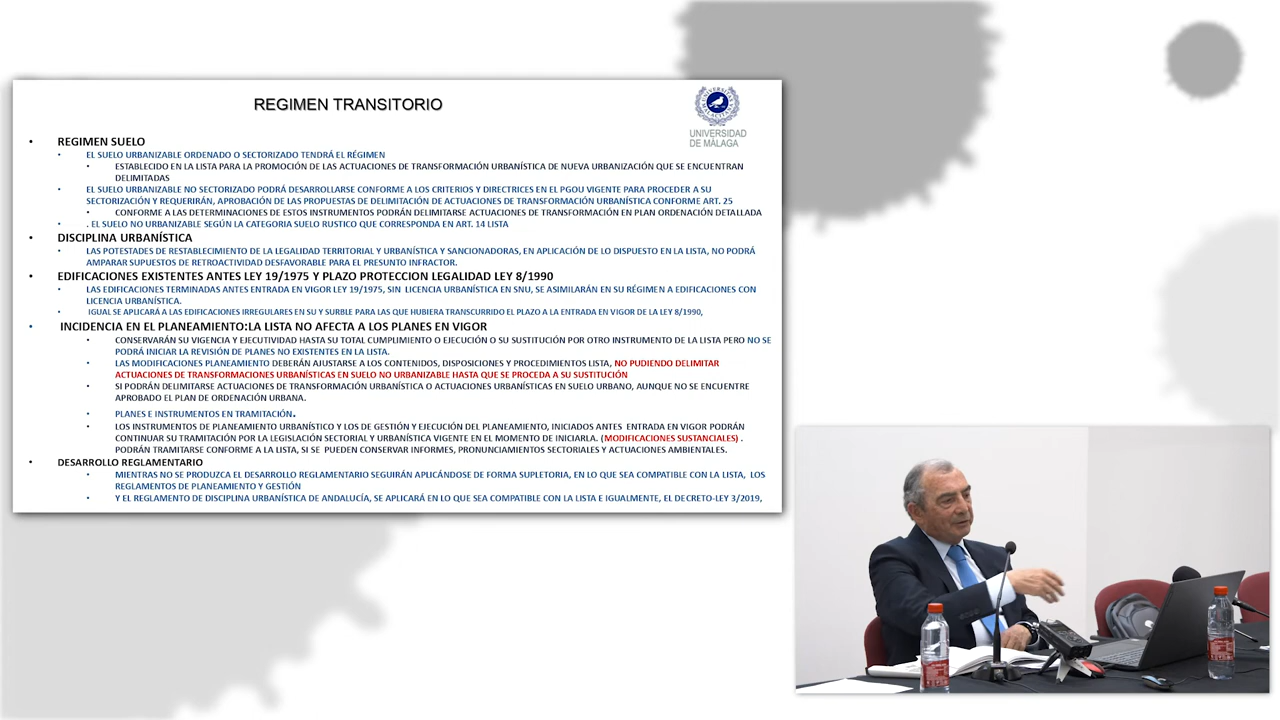 REGIMEN TRANSITORIO
UNIVERSIDAD
DE MÁLAGA
• REGIMEN SUELO
• EL SUELO URBANIZABLE ORDENADO O SECTORIZADO TENDRÁ EL RÉGIMEN
• ESTABLECIDO EN LA LISTA PARA LA PROMOCIÓN DE LAS ACTUACIONES DE TRANSFORMACIÓN URBANÍSTICA DE NUEVA URBANIZACIÓN QUE SE ENCUENTRAN
DELIMITADAS
• EL SUELO URBANIZABLE NO SECTORIZADO PODRÁ DESARROLLARSE CONFORME A LOS CRITERIOS Y DIRECTRICES EN EL PGOU VIGENTE PARA PROCEDER A SU
SECTORIZACIÓN Y REQUERIRÁN, APROBACIÓN DE LAS PROPUESTAS DE DELIMITACIÓN DE ACTUACIONES DE TRANSFORMACIÓN URBANÍSTICA CONFORME ART. 25
• CONFORME A LAS DETERMINACIONES DE ESTOS INSTRUMENTOS PODRÁN DELIMITARSE ACTUACIONES DE TRANSFORMACIÓN EN PLAN ORDENACIÓN DETALLADA
• . EL SUELO NO URBANIZABLE SEGÚN LA CATEGORIA SUELO RUSTICO QUE CORRESPONDA EN ART. 14 LISTA
• DISCIPLINA URBANÍSTICA
• LAS POTESTADES DE RESTABLECIMIENTO DE LA LEGALIDAD TERRITORIAL Y URBANÍSTICA Y SANCIONADORAS, EN APLICACIÓN DE LO DISPUESTO EN LA LISTA, NO PODRÁ
AMPARAR SUPUESTOS DE RETROACTIVIDAD DESFAVORABLE PARA EL PRESUNTO INFRACTOR.
• EDIFICACIONES EXISTENTES ANTES LEY 19/1975 Y PLAZO PROTECCION LEGALIDAD LEY 8/1990
• LAS EDIFICACIONES TERMINADAS ANTES ENTRADA EN VIGOR LEY 19/1975, SIN LICENCIA URBANÍSTICA EN SNU, SE ASIMILARÁN EN SU RÉGIMEN A EDIFICACIONES CON
LICENCIA URBANÍSTICA.
• IGUAL SE APLICARÁ A LAS EDIFICACIONES IRREGULARES EN SU Y SURBLE PARA LAS QUE HUBIERA TRANSCURRIDO EL PLAZO A LA ENTRADA EN VIGOR DE LA LEY 8/1990,
• INCIDENCIA EN EL PLANEAMIENTO:LA LISTA NO AFECTA A LOS PLANES EN VIGOR
• CONSERVARÁN SU VIGENCIA Y EJECUTIVIDAD HASTA SU TOTAL CUMPLIMIENTO O EJECUCIÓN O SU SUSTITUCIÓN POR OTRO INSTRUMENTO DE LA LISTA PERO NO SE
PODRÁ INICIAR LA REVISIÓN DE PLANES NO EXISTENTES EN LA LISTA.
• LAS MODIFICACIONES PLANEAMIENTO DEBERÁN AJUSTARSE A LOS CONTENIDOS, DISPOSICIONES Y PROCEDIMIENTOS LISTA, NO PUDIENDO DELIMITAR
ACTUACIONES DE TRANSFORMACIONES URBANÍSTICAS EN SUELO NO URBANIZABLE HASTA QUE SE PROCEDA A SU SUSTITUCIÓN
• SI PODRÁN DELIMITARSE ACTUACIONES DE TRANSFORMACIÓN URBANÍSTICA O ACTUACIONES URBANÍSTICAS EN SUELO URBANO, AUNQUE NO SE ENCUENTRE
APROBADO EL PLAN DE ORDENACIÓN URBANA.
• PLANES E INSTRUMENTOS EN TRAMITACIÓN.
• LOS INSTRUMENTOS DE PLANEAMIENTO URBANÍSTICO Y LOS DE GESTIÓN Y EJECUCIÓN DEL PLANEAMIENTO, INICIADOS ANTES ENTRADA EN VIGOR PODRÁN
CONTINUAR SU TRAMITACIÓN POR LA LEGISLACIÓN SECTORIAL Y URBANÍSTICA VIGENTE EN EL MOMENTO DE INICIARLA. (MODIFICACIONES SUSTANCIALES) .
PODRÁN TRAMITARSE CONFORME A LA LISTA, SI SE PUEDEN CONSERVAR INFORMES, PRONUNCIAMIENTOS SECTORIALES Y ACTUACIONES AMBIENTALES.
• DESARROLLO REGLAMENTARIO
• MIENTRAS NO SE PRODUZCA EL DESARROLLO REGLAMENTARIO SEGUIRÁN APLICÁNDOSE DE FORMA SUPLETORIA, EN LO QUE SEA COMPATIBLE CON LA LISTA, LOS
REGLAMENTOS DE PLANEAMIENTO Y GESTIÓN
• Y EL REGLAMENTO DE DISCIPLINA URBANÍSTICA DE ANDALUCÍA, SE APLICARÁ EN LO QUE SEA COMPATIBLE CON LA LISTA E IGUALMENTE, EL DECRETO-LEY 3/2019,